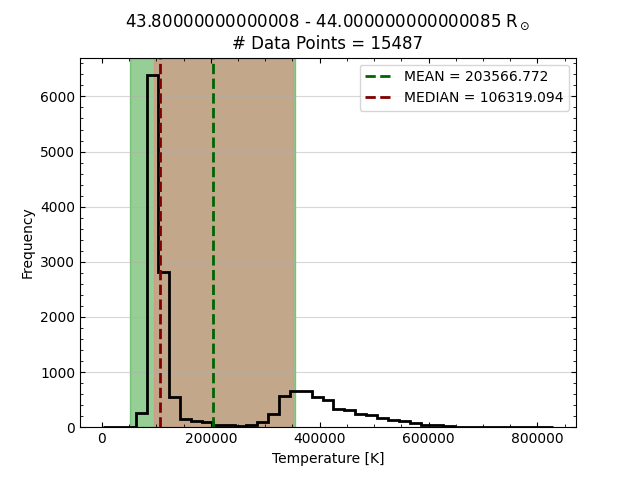 43.80000000000008 - 44.000000000000085 R⊙
# Data Points = 15487
MEAN = 203566.772
MEDIAN = 106319.094
6000
5000
4000
3000
2000
1000
0
Frequency
0 200000 400000 600000 800000
Temperature [K]